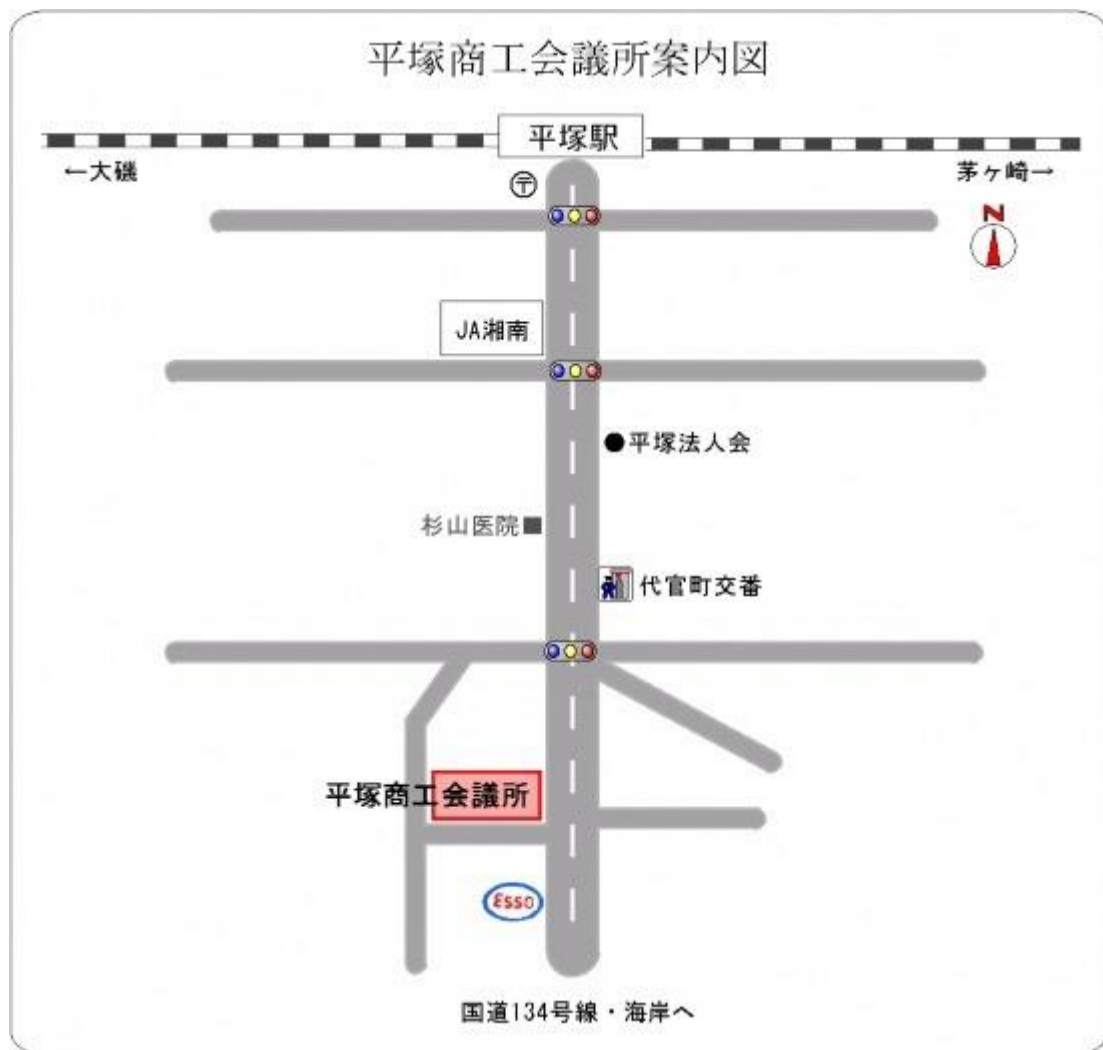 平塚商工会議所案内図
平塚駅
←大磯
茅ヶ崎→
〒
N
JA湘南
平塚法人会
杉山医院
代官町交番
平塚商工会議所
Esso
国道134号線・海岸へ